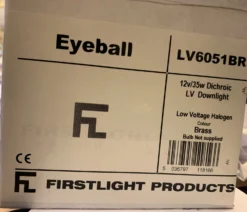 Eyeball
LV6051BR
12v/35w Dichroic
LV Downlight
Low Voltage Halogen
Colour
Brass
Bulb Not supplied
CE
FL
FL FIRSTLIGHT PRODUCTS